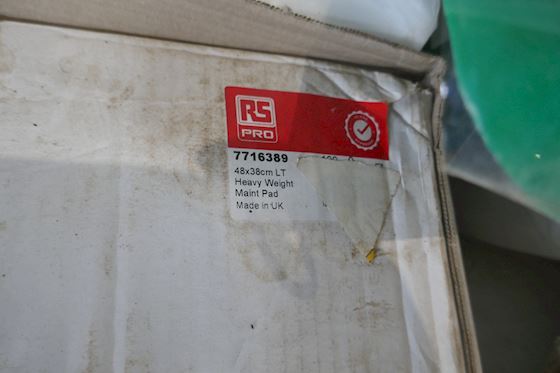 RS
PRO
7716389
48x38cm LT
Heavy Weight
Maint Pad
Made in UK